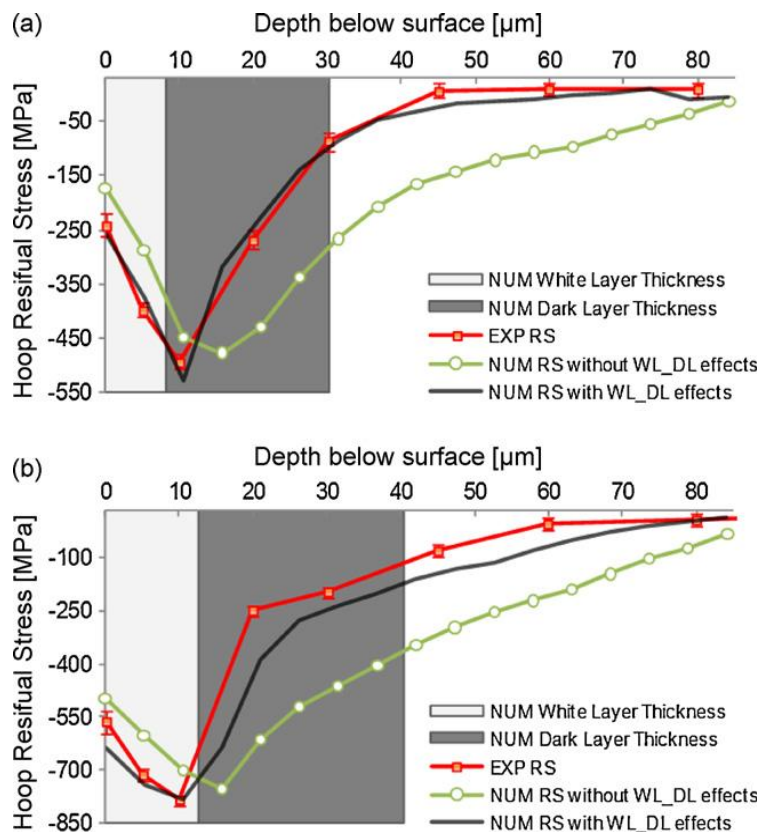 (a)
Depth below surface [µm]
0 10 20 30 40 50 60 70 80
Hoop Resifual Stress [MPa]
-50
-150
-250
-350
-450
-550
NUM White Layer Thickness
NUM Dark Layer Thickness
EXP RS
NUM RS without WL_DL effects
NUM RS with WL_DL effects
(b)
Depth below surface [µm]
0 10 20 30 40 50 60 70 80
Hoop Resifual Stress [MPa]
-100
-250
-400
-550
-700
-850
NUM White Layer Thickness
NUM Dark Layer Thickness
EXP RS
NUM RS without WL_DL effects
NUM RS with WL_DL effects